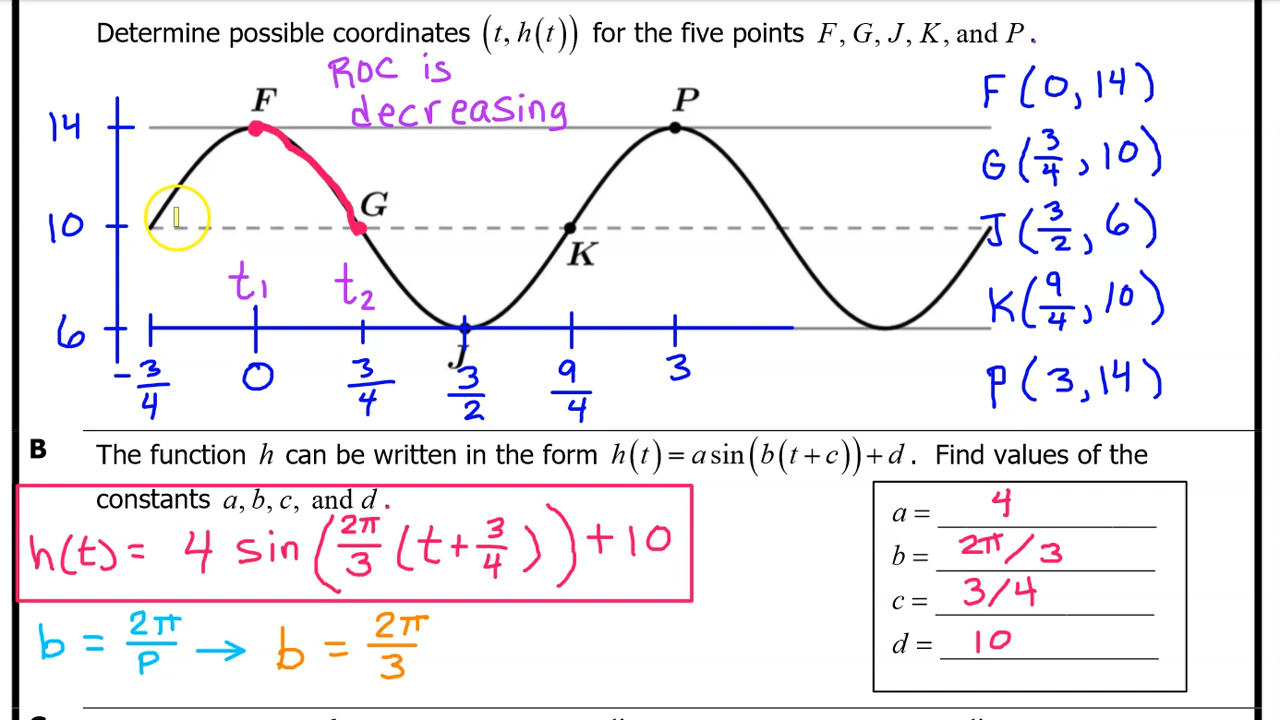 Determine possible coordinates (t, h(t)) for the five points F, G, J, K, and P.
ROC is
decreasing
F
P
14
G
10
K
t₁
t₂
6
J
-3/4
0
3/4
3/2
9/4
3
F(0,14)
G(3/4, 10)
J(3/2, 6)
K(9/4, 10)
P(3,14)
B The function h can be written in the form h(t) = a sin(b(t+c)) + d. Find values of the
constants a, b, c, and d.
h(t) = 4 sin(2π/3 (t + 3/4)) + 10
b = 2π/P → b = 2π/3
a = 4
b = 2π/3
c = 3/4
d = 10